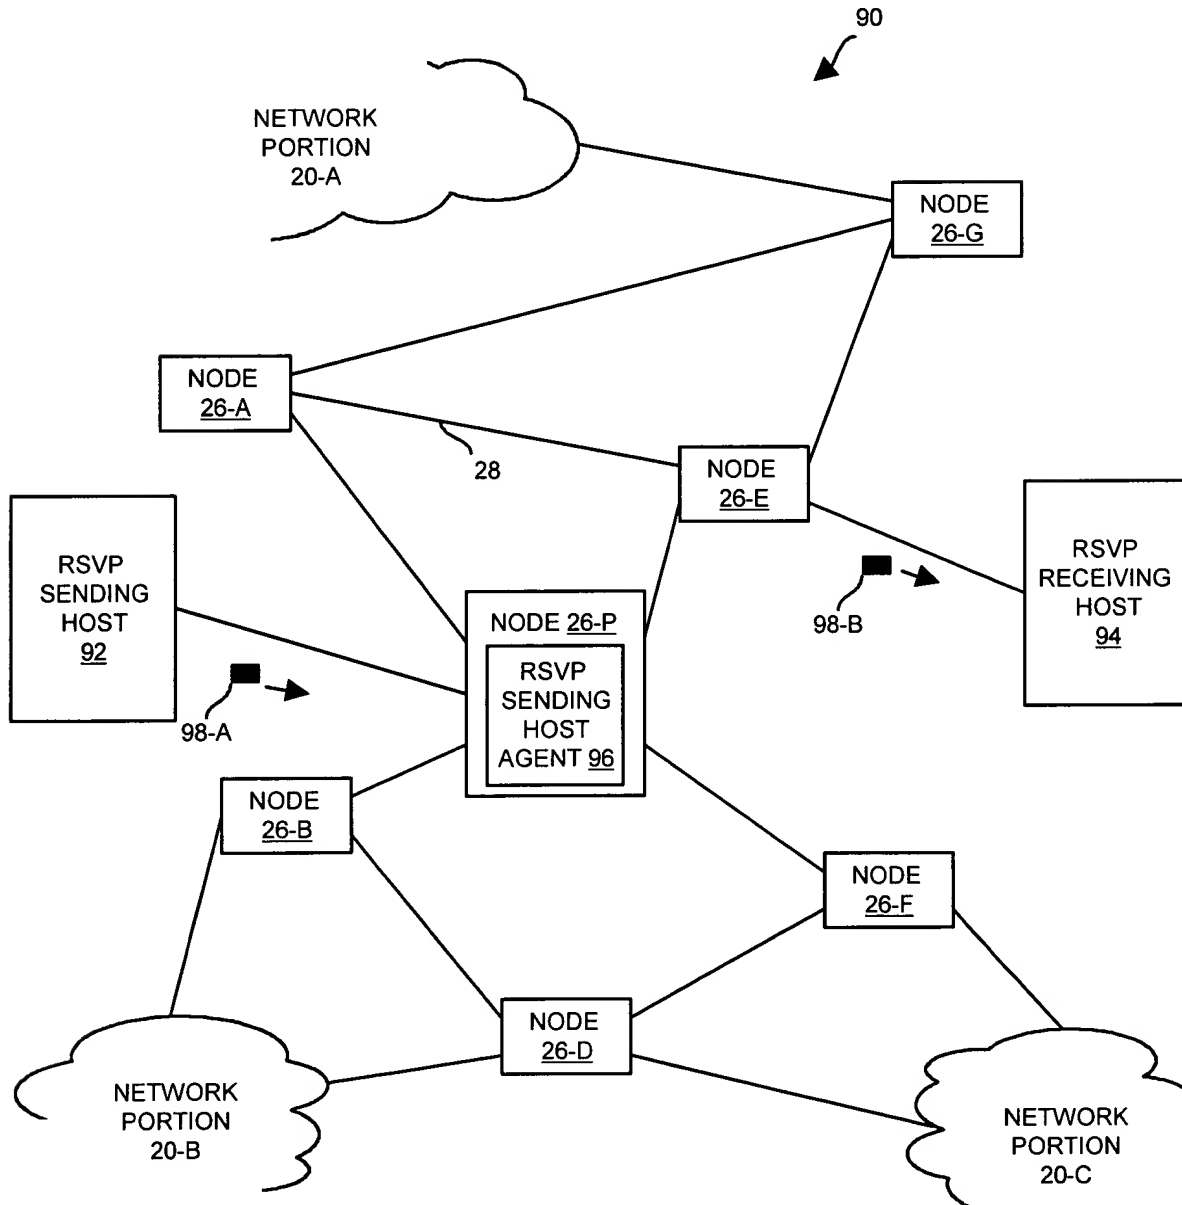 90
NETWORK
PORTION
20-A
NODE
26-G
NODE
26-A
28
NODE
26-E
RSVP
SENDING
HOST
92
RSVP
RECEIVING
HOST
94
98-B
NODE 26-P
RSVP
SENDING
HOST
AGENT 96
98-A
NODE
26-B
NODE
26-F
NODE
26-D
NETWORK
PORTION
20-B
NETWORK
PORTION
20-C